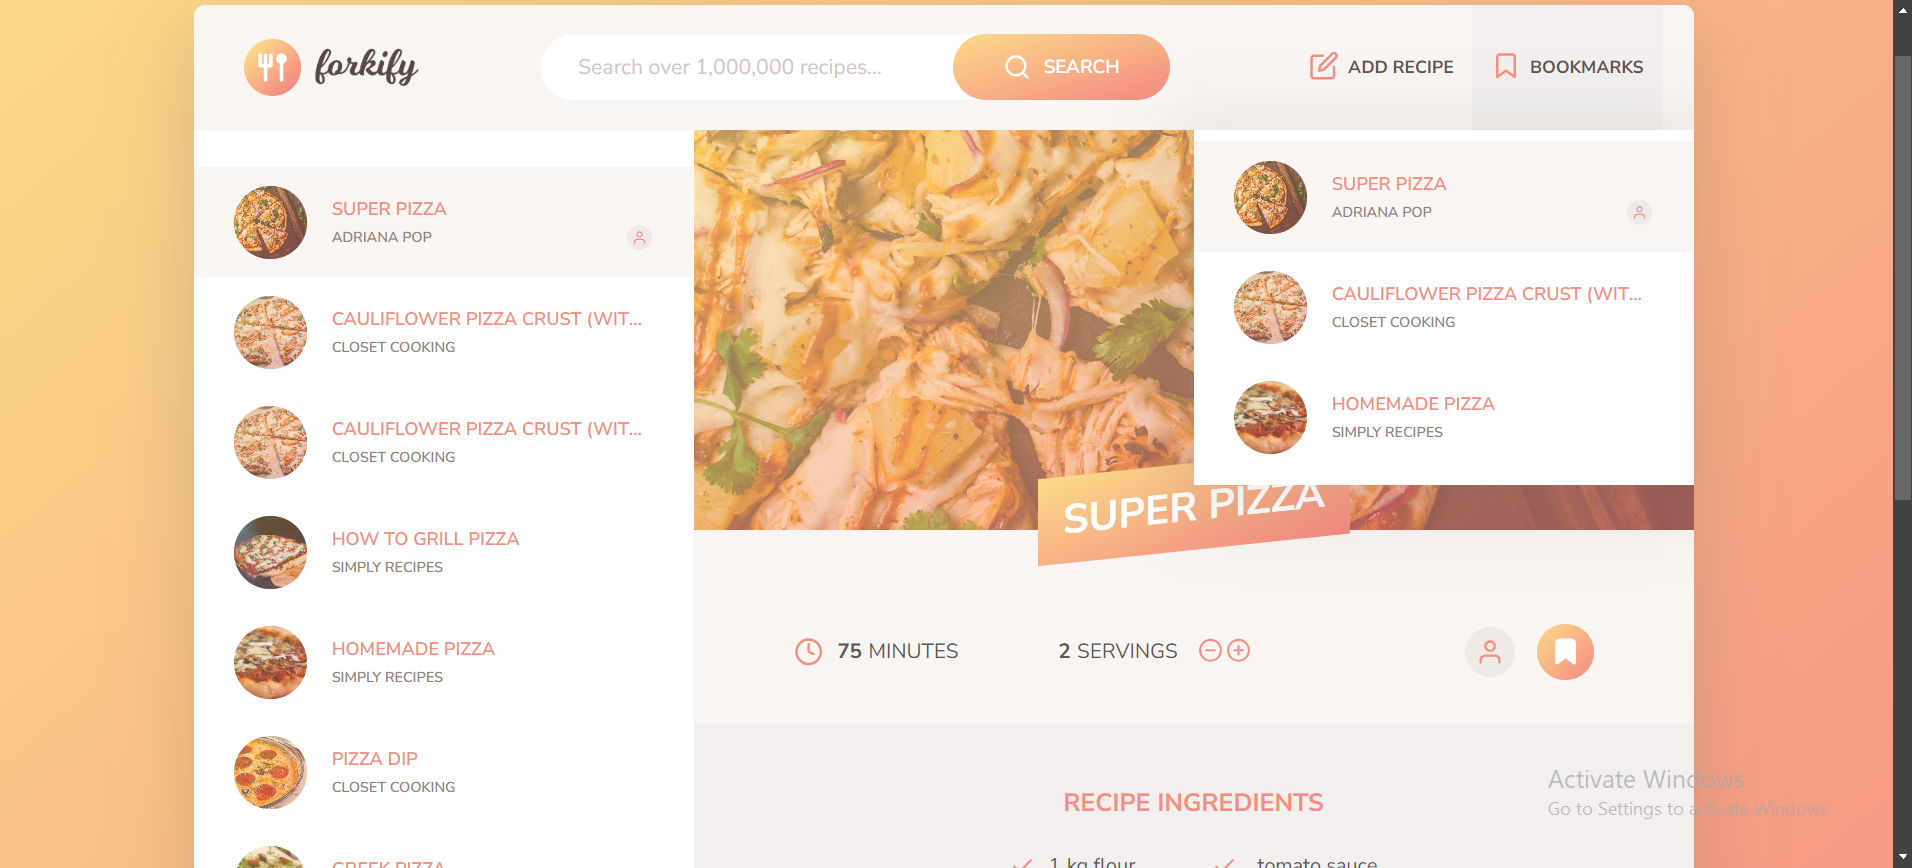 forkify
Search over 1,000,000 recipes...
SEARCH
ADD RECIPE
BOOKMARKS
SUPER PIZZA
ADRIANA POP
CAULIFLOWER PIZZA CRUST (WIT...
CLOSET COOKING
CAULIFLOWER PIZZA CRUST (WIT...
CLOSET COOKING
HOW TO GRILL PIZZA
SIMPLY RECIPES
HOMEMADE PIZZA
SIMPLY RECIPES
PIZZA DIP
CLOSET COOKING
GREEK PIZZA
SUPER PIZZA
ADRIANA POP
CAULIFLOWER PIZZA CRUST (WIT...
CLOSET COOKING
HOMEMADE PIZZA
SIMPLY RECIPES
SUPER PIZZA
75 MINUTES
2 SERVINGS
RECIPE INGREDIENTS
1 kg flour
tomato sauce
Activate Windows
Go to Settings to activate Windows.